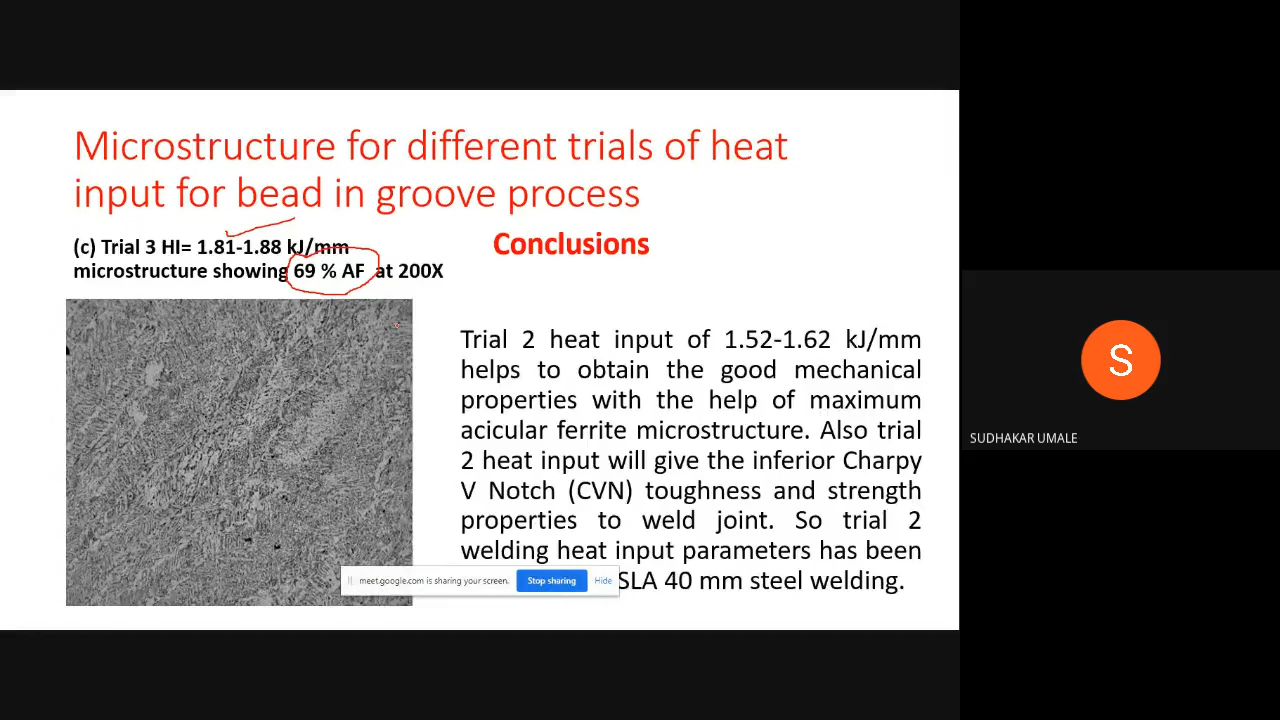 Microstructure for different trials of heat
input for bead in groove process
(c) Trial 3 HI= 1.81-1.88 kJ/mm
microstructure showing 69 % AF at 200X
Conclusions
Trial 2 heat input of 1.52-1.62 kJ/mm
helps to obtain the good mechanical
properties with the help of maximum
acicular ferrite microstructure. Also trial
2 heat input will give the inferior Charpy
V Notch (CVN) toughness and strength
properties to weld joint. So trial 2
welding heat input parameters has been
SLA 40 mm steel welding.
meet.google.com is sharing your screen.
Stop sharing
Hide
S
SUDHAKAR UMALE